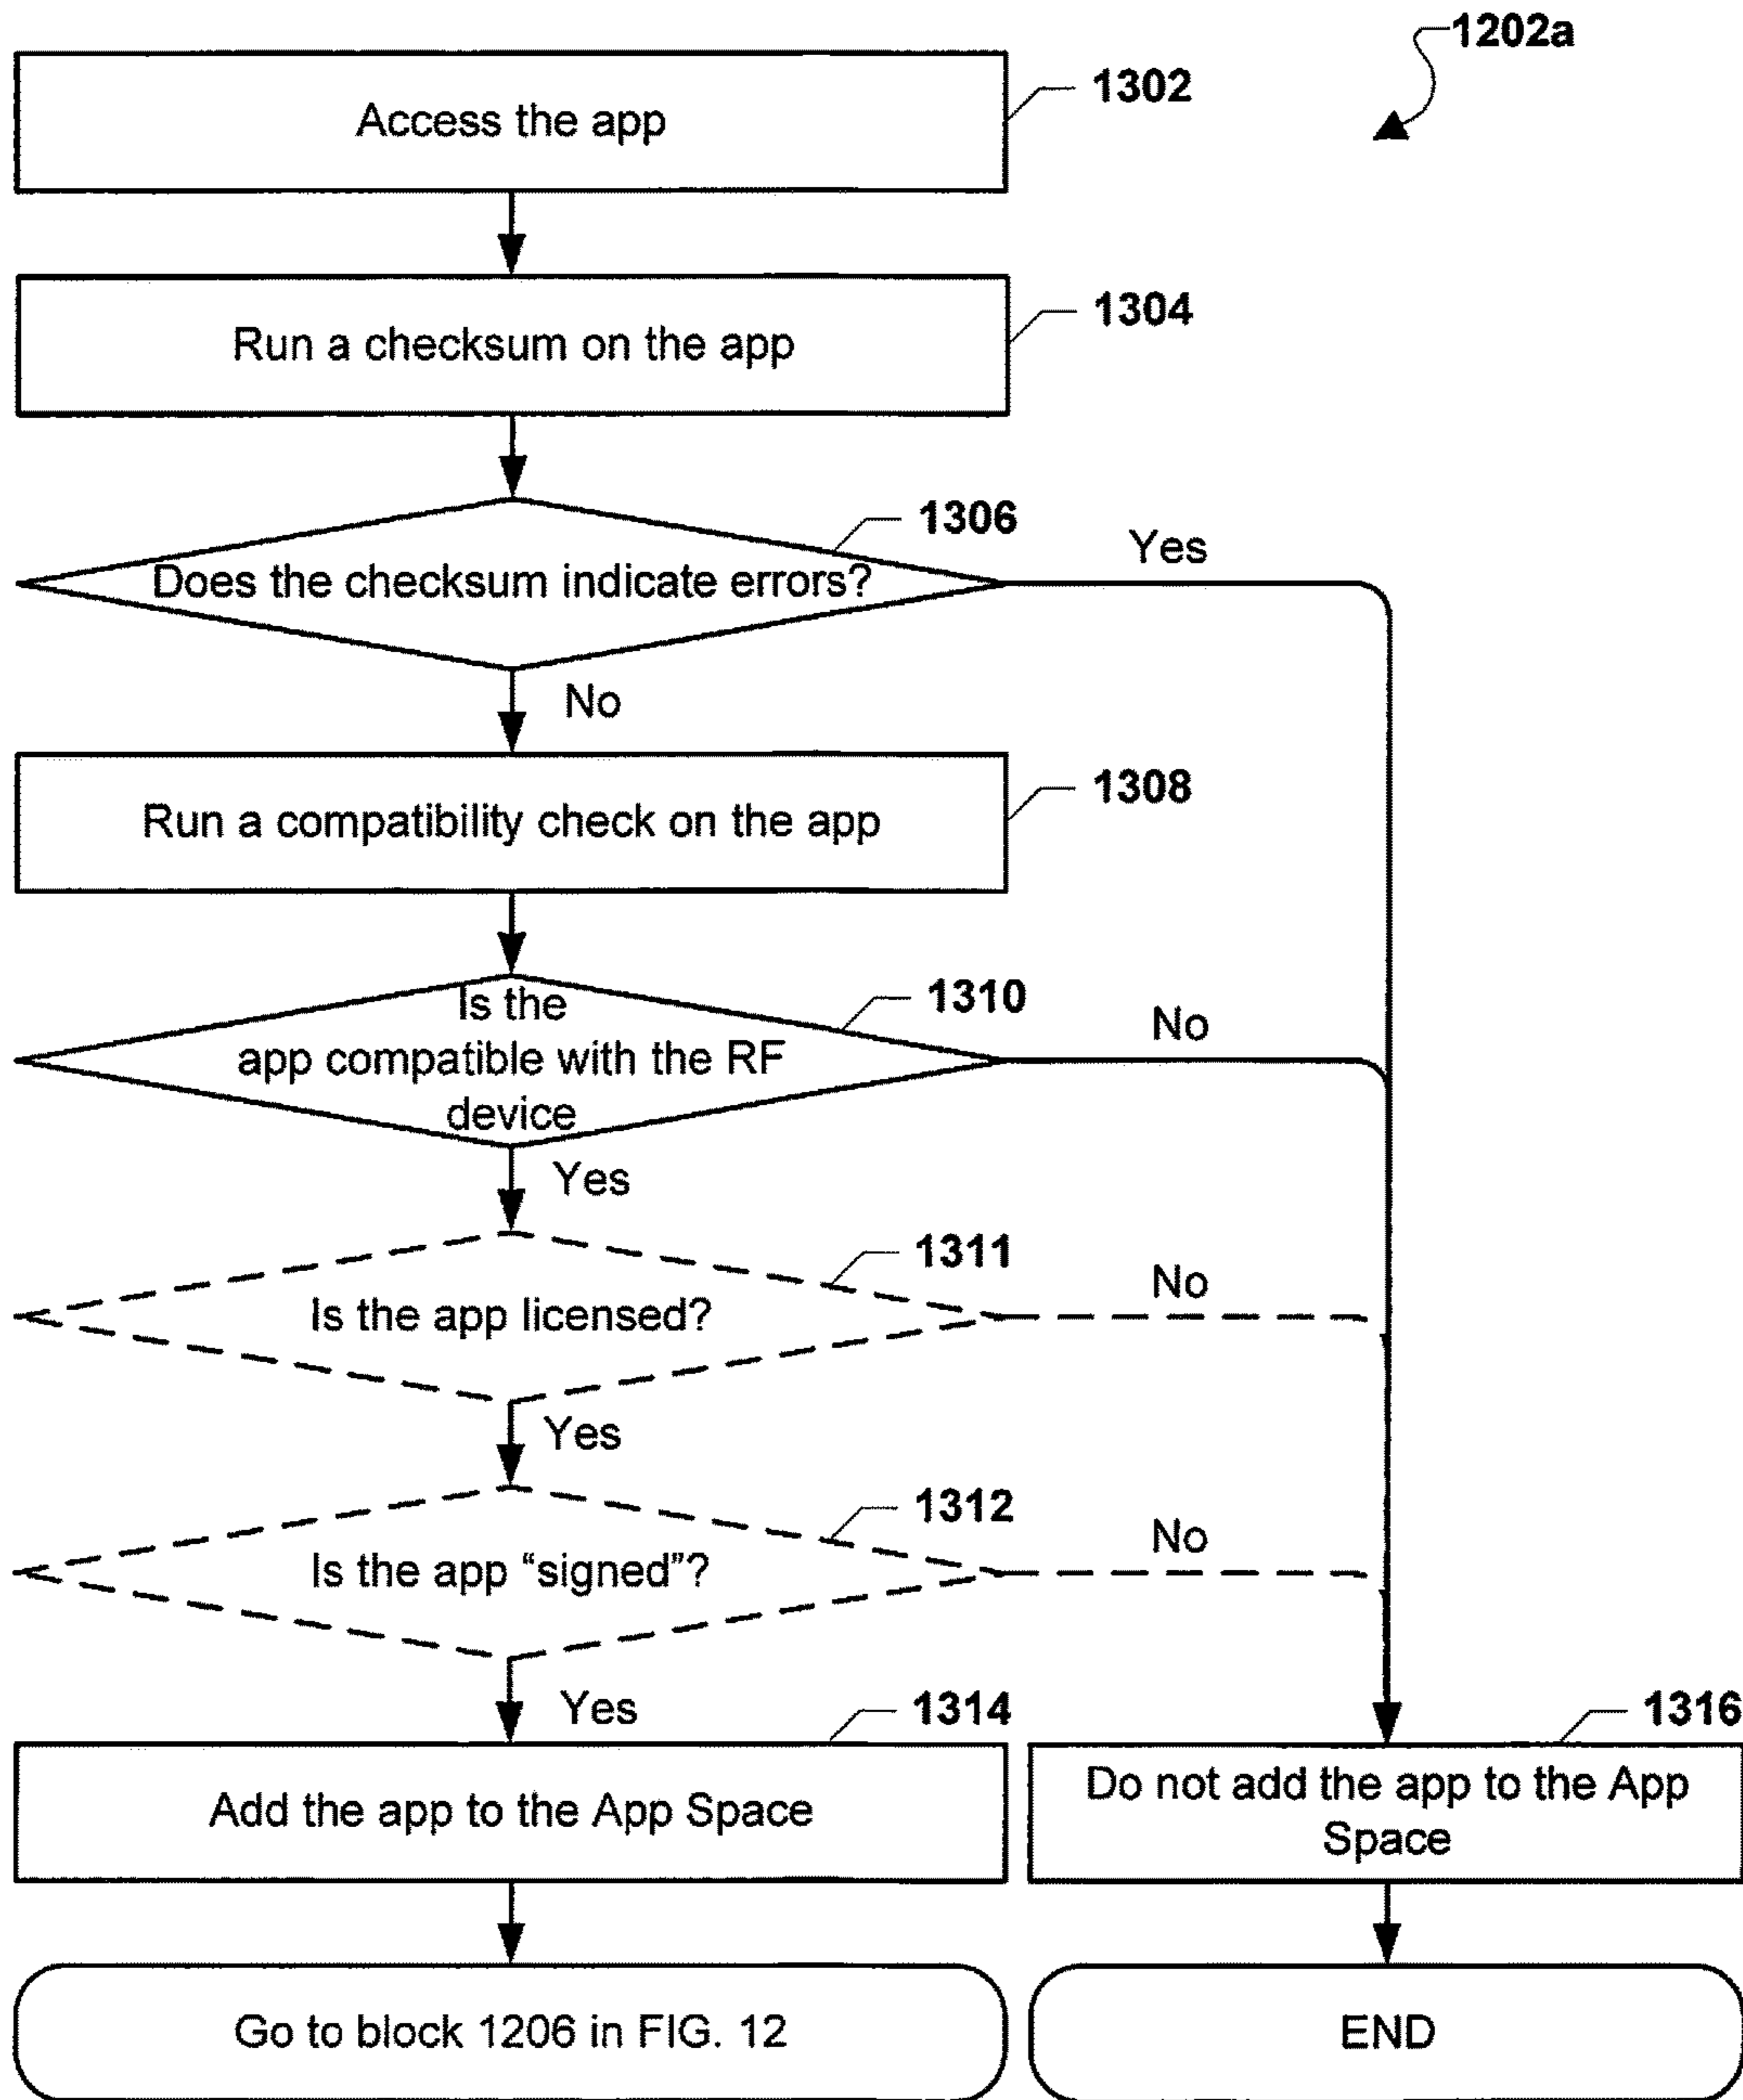 1202a
Access the app
1302
Run a checksum on the app
1304
Does the checksum indicate errors?
1306
Yes
No
Run a compatibility check on the app
1308
Is the
app compatible with the RF
device
1310
No
Yes
Is the app licensed?
1311
No
Yes
Is the app “signed”?
1312
No
Yes
Add the app to the App Space
1314
Do not add the app to the App
Space
1316
Go to block 1206 in FIG. 12
END